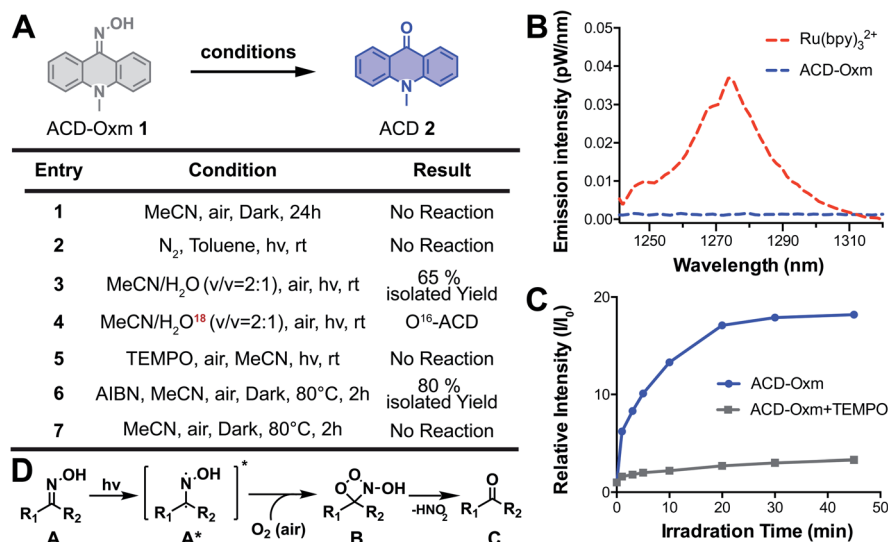 A
N
OH
N
ACD-Oxm 1
conditions
O
N
ACD 2
Entry Condition Result
1 MeCN, air, Dark, 24h No Reaction
2 N₂, Toluene, hv, rt No Reaction
3 MeCN/H₂O (v/v=2:1), air, hv, rt 65 % isolated Yield
4 MeCN/H₂O¹⁸ (v/v=2:1), air, hv, rt O¹⁶-ACD
5 TEMPO, air, MeCN, hv, rt No Reaction
6 AIBN, MeCN, air, Dark, 80°C, 2h 80 % isolated Yield
7 MeCN, air, Dark, 80°C, 2h No Reaction
B
Emission intensity (pW/nm)
0.05
0.04
0.03
0.02
0.01
0.00
1250 1270 1290 1310
Wavelength (nm)
Ru(bpy)₃²⁺
ACD-Oxm
C
Relative Intensity (I/I₀)
20
10
0
0 10 20 30 40 50
Irradration Time (min)
ACD-Oxm
ACD-Oxm+TEMPO
D
N OH
R₁ R₂
A
hv
N OH *
R₁ R₂
A*
O₂ (air)
O
O N-OH
R₁ R₂
B
-HNO₂
O
R₁ R₂
C